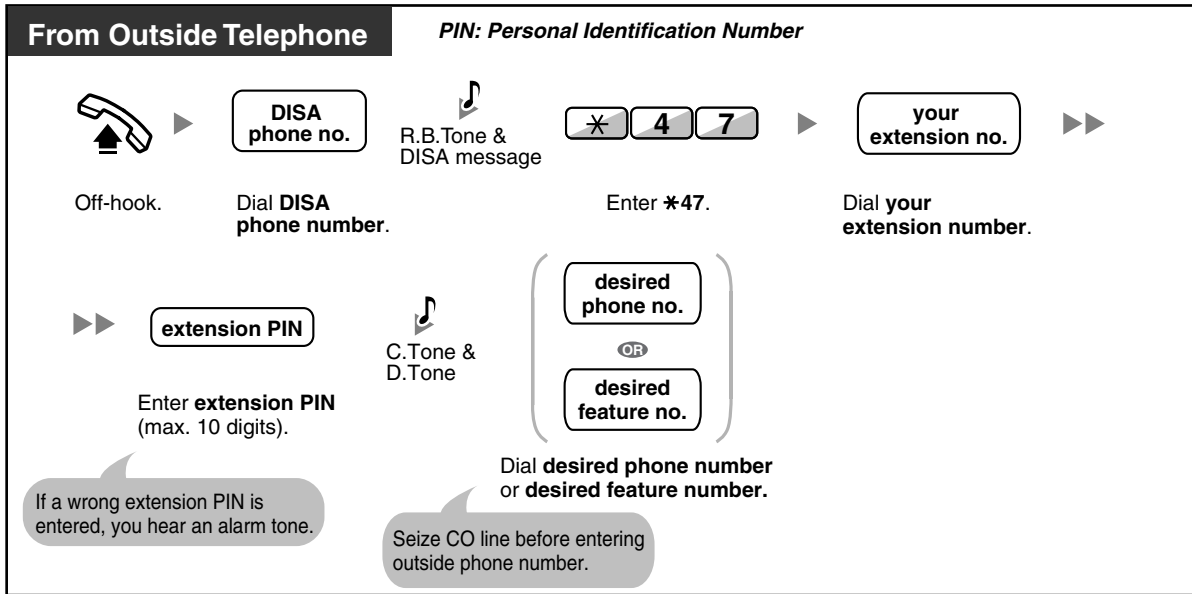 From Outside Telephone
PIN: Personal Identification Number
DISA
phone no.
R.B.Tone &
DISA message
* 4 7
your
extension no.
Off-hook.
Dial DISA
phone number.
Enter *47.
Dial your
extension number.
extension PIN
C.Tone &
D.Tone
desired
phone no.
OR
desired
feature no.
Enter extension PIN
(max. 10 digits).
Dial desired phone number
or desired feature number.
If a wrong extension PIN is
entered, you hear an alarm tone.
Seize CO line before entering
outside phone number.